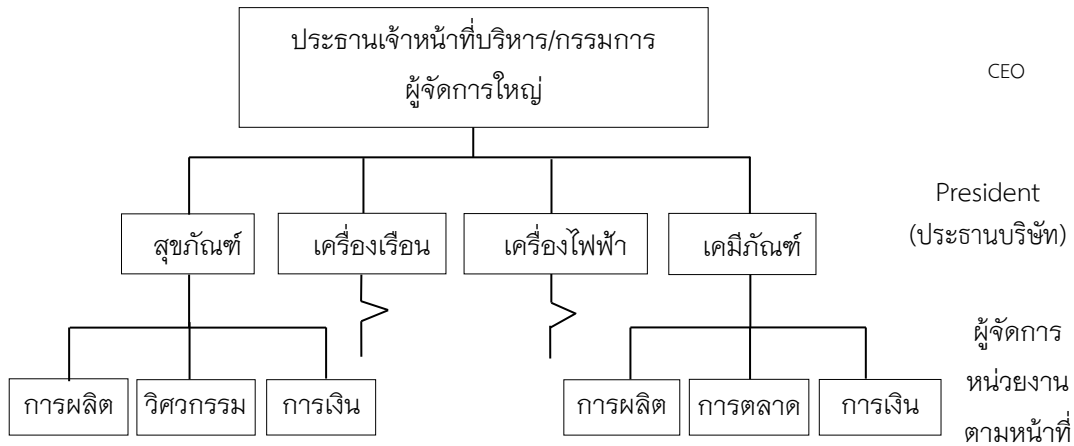 ประธานเจ้าหน้าที่บริหาร/กรรมการ
ผู้จัดการใหญ่
CEO
President
(ประธานบริษัท)
สุขภัณฑ์
เครื่องเรือน
เครื่องไฟฟ้า
เคมีภัณฑ์
ผู้จัดการ
หน่วยงาน
ตามหน้าที่
การผลิต
วิศวกรรม
การเงิน
การผลิต
การตลาด
การเงิน